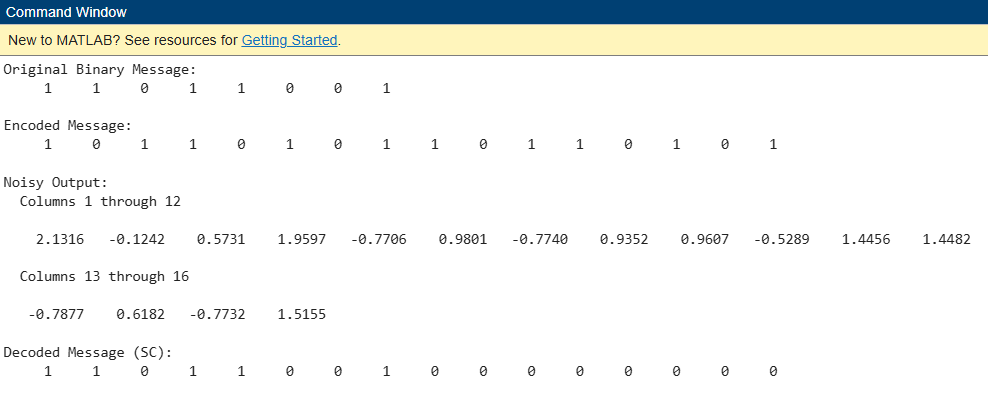 Command Window
New to MATLAB? See resources for Getting Started.
Original Binary Message:
1 1 0 1 1 0 0 1
Encoded Message:
1 0 1 1 0 1 0 1 1 0 1 1 0 1 0 1
Noisy Output:
Columns 1 through 12
2.1316 -0.1242 0.5731 1.9597 -0.7706 0.9801 -0.7740 0.9352 0.9607 -0.5289 1.4456 1.4482
Columns 13 through 16
-0.7877 0.6182 -0.7732 1.5155
Decoded Message (SC):
1 1 0 1 1 0 0 1 0 0 0 0 0 0 0 0